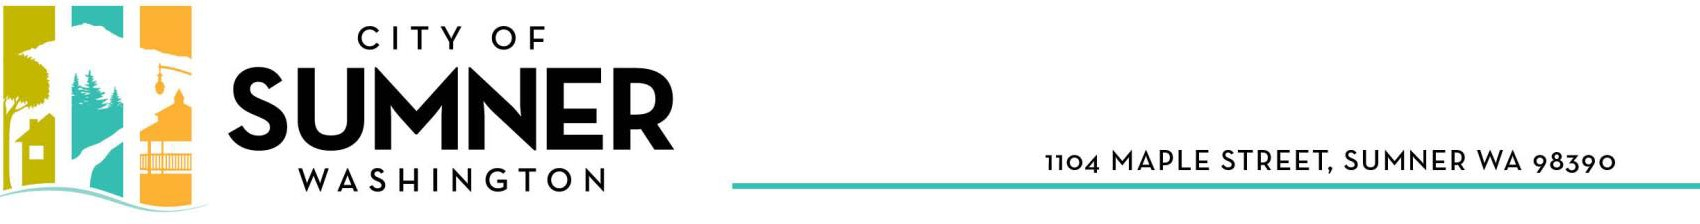 CITY OF
SUMNER
WASHINGTON
1104 MAPLE STREET, SUMNER WA 98390